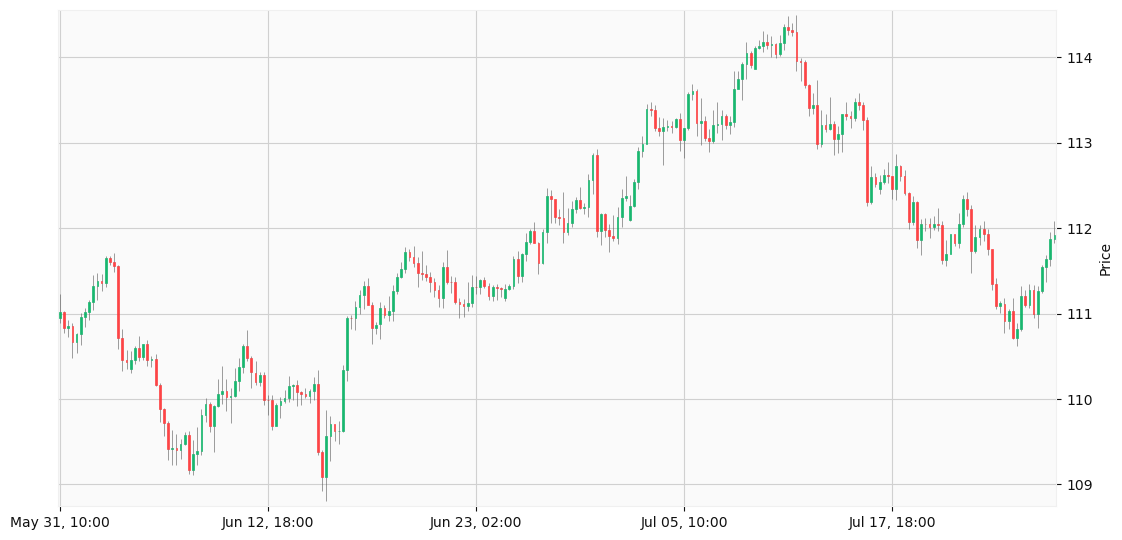 114
113
112
111
110
109
Price
May 31, 10:00
Jun 12, 18:00
Jun 23, 02:00
Jul 05, 10:00
Jul 17, 18:00